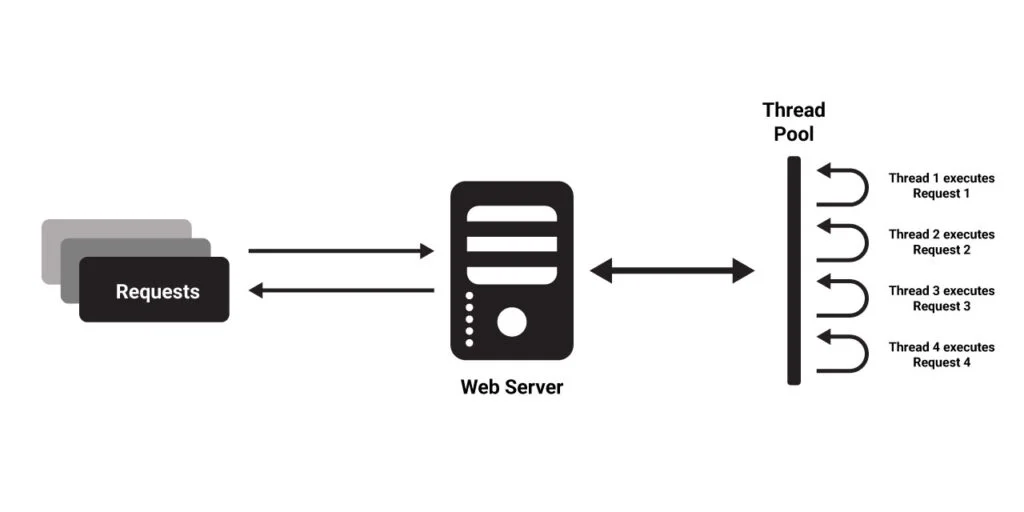 Requests
Web Server
Thread
Pool
Thread 1 executes
Request 1
Thread 2 executes
Request 2
Thread 3 executes
Request 3
Thread 4 executes
Request 4